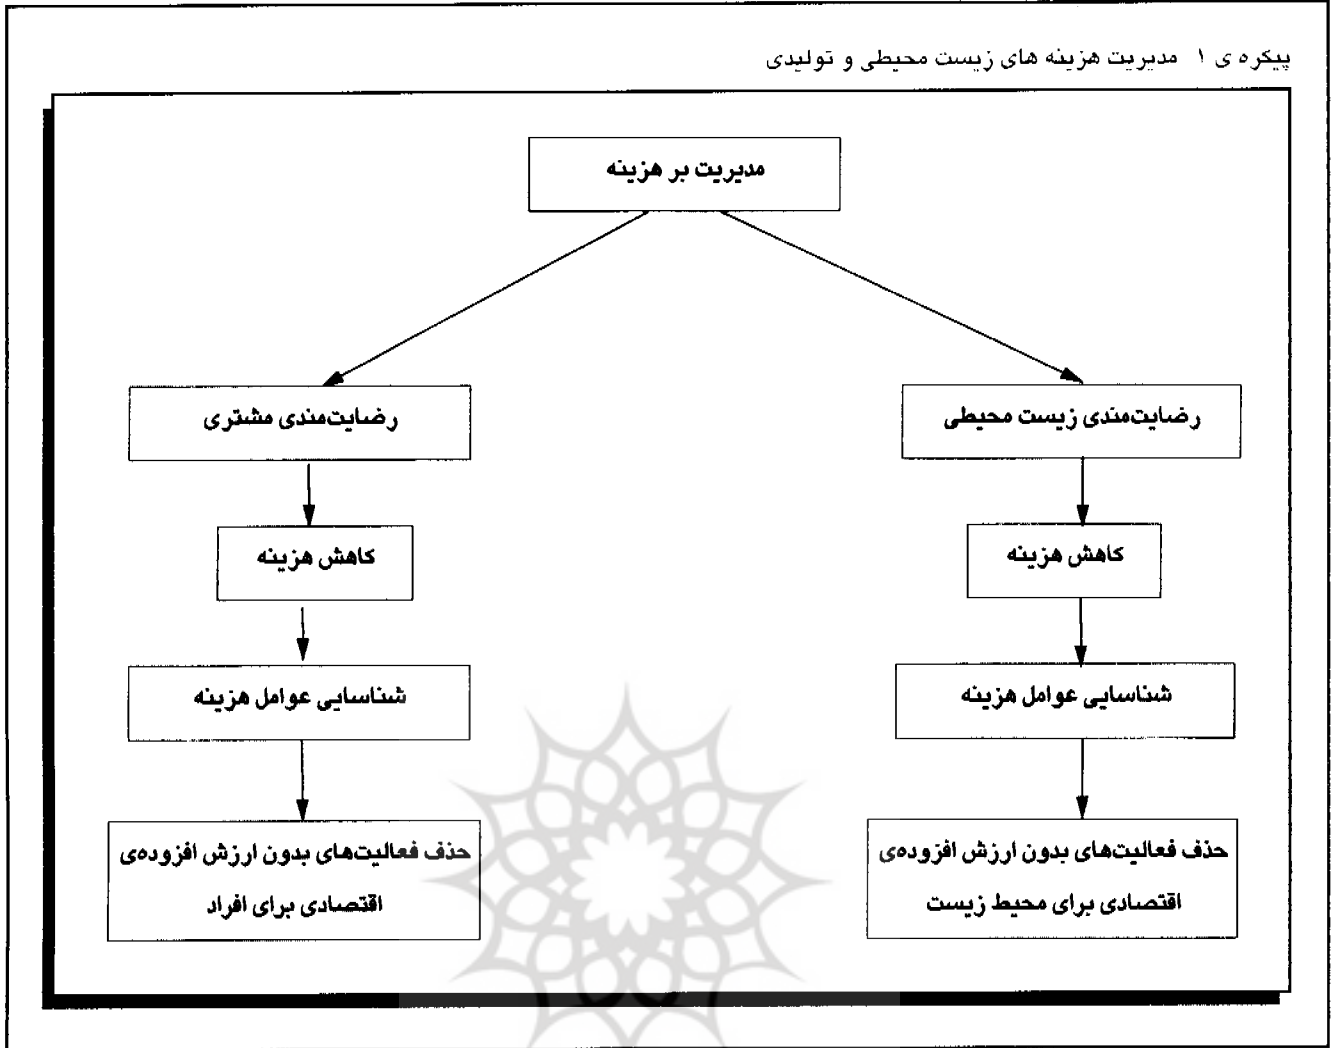 پیکره ی ۱ مدیریت هزینه های زیست محیطی و تولیدی
مدیریت بر هزینه
رضایت‌مندی زیست محیطی
کاهش هزینه
شناسایی عوامل هزینه
حذف فعالیت‌های بدون ارزش افزوده‌ی
اقتصادی برای محیط زیست
رضایت‌مندی مشتری
کاهش هزینه
شناسایی عوامل هزینه
حذف فعالیت‌های بدون ارزش افزوده‌ی
اقتصادی برای افراد